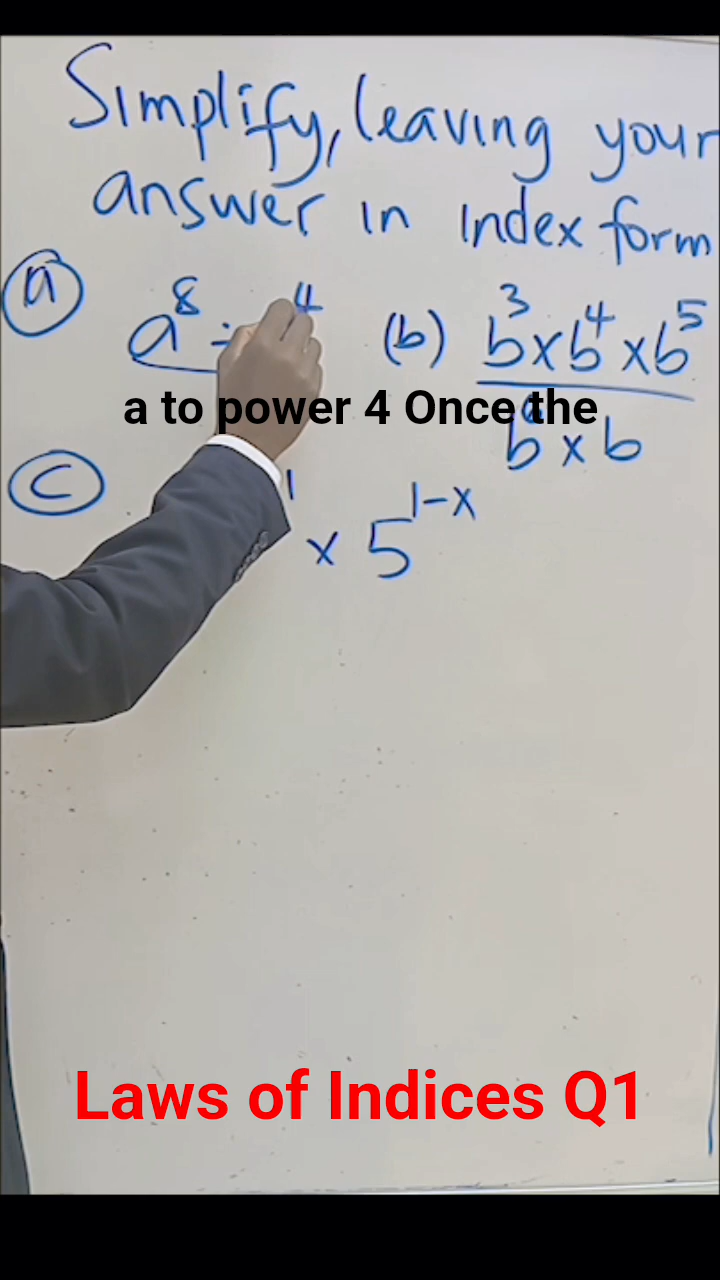 Simplify, leaving your
answer in index form
(a) a⁸ ÷ ⁴ (b) b³ x b⁴ x b⁵
a to power 4 Once the
b x b
(c) ¹ x 5¹⁻ˣ
Laws of Indices Q1